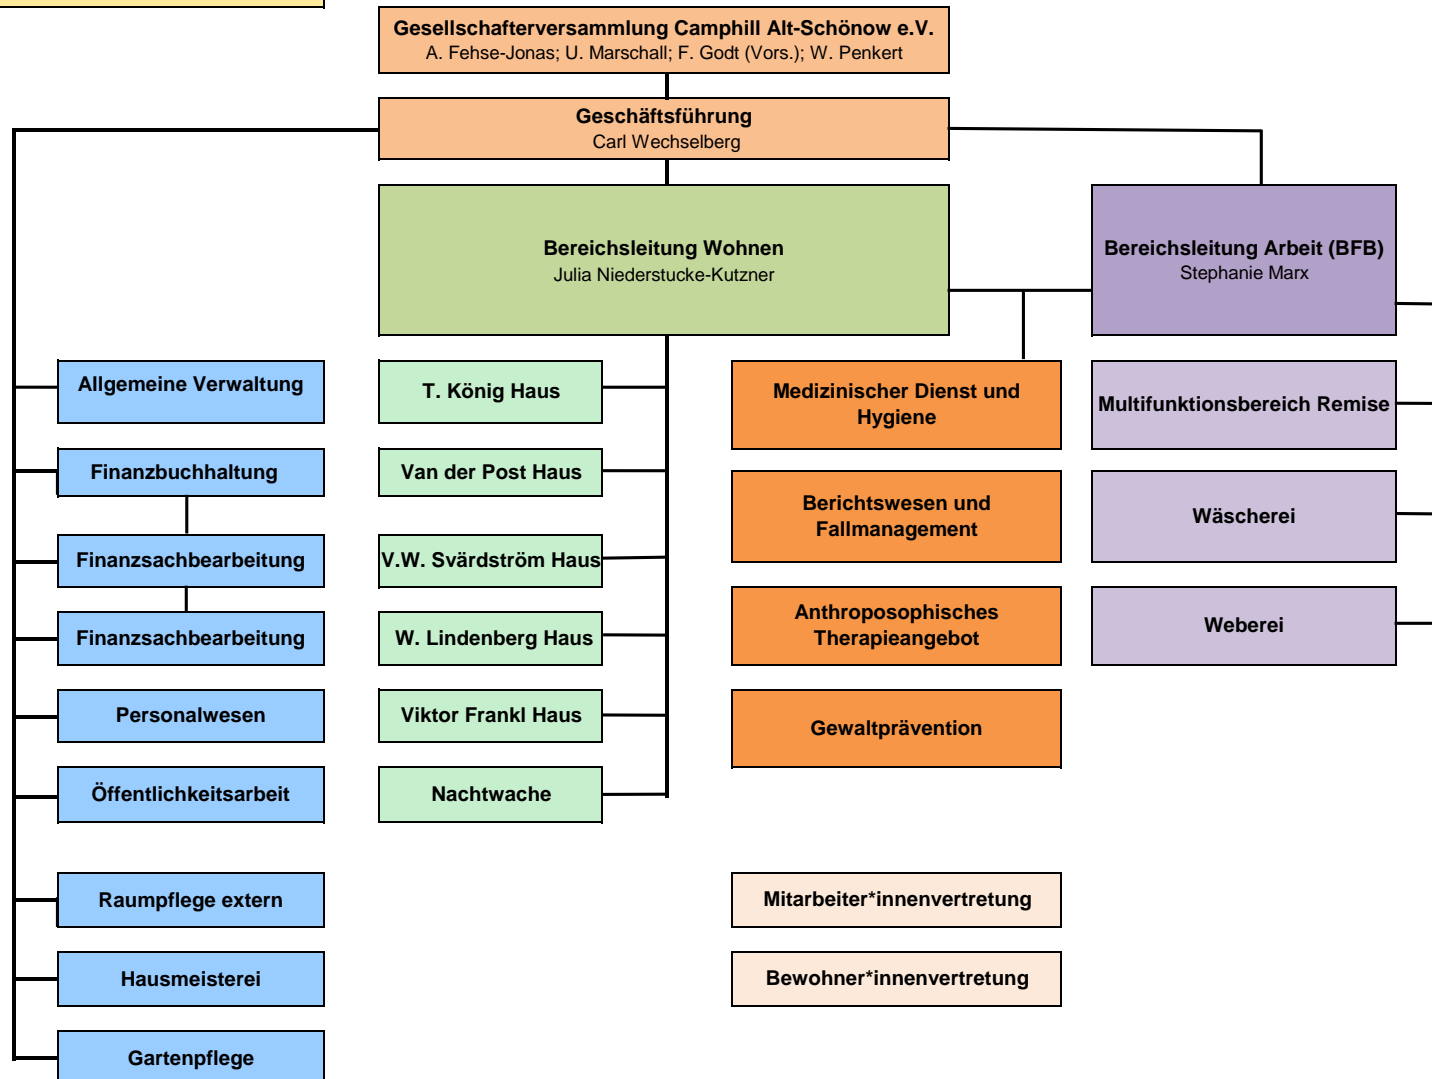 Gesellschafterversammlung Camphill Alt-Schönow e.V.
A. Fehse-Jonas; U. Marschall; F. Godt (Vors.); W. Penkert
Geschäftsführung
Carl Wechselberg
Bereichsleitung Wohnen
Julia Niederstucke-Kutzner
Bereichsleitung Arbeit (BFB)
Stephanie Marx
Allgemeine Verwaltung
Finanzbuchhaltung
Finanzsachbearbeitung
Finanzsachbearbeitung
Personalwesen
Öffentlichkeitsarbeit
Raumpflege extern
Hausmeisterei
Gartenpflege
T. König Haus
Van der Post Haus
V.W. Svärdström Haus
W. Lindenberg Haus
Viktor Frankl Haus
Nachtwache
Medizinischer Dienst und
Hygiene
Berichtswesen und
Fallmanagement
Anthroposophisches
Therapieangebot
Gewaltprävention
Mitarbeiter*innenvertretung
Bewohner*innenvertretung
Multifunktionsbereich Remise
Wäscherei
Weberei